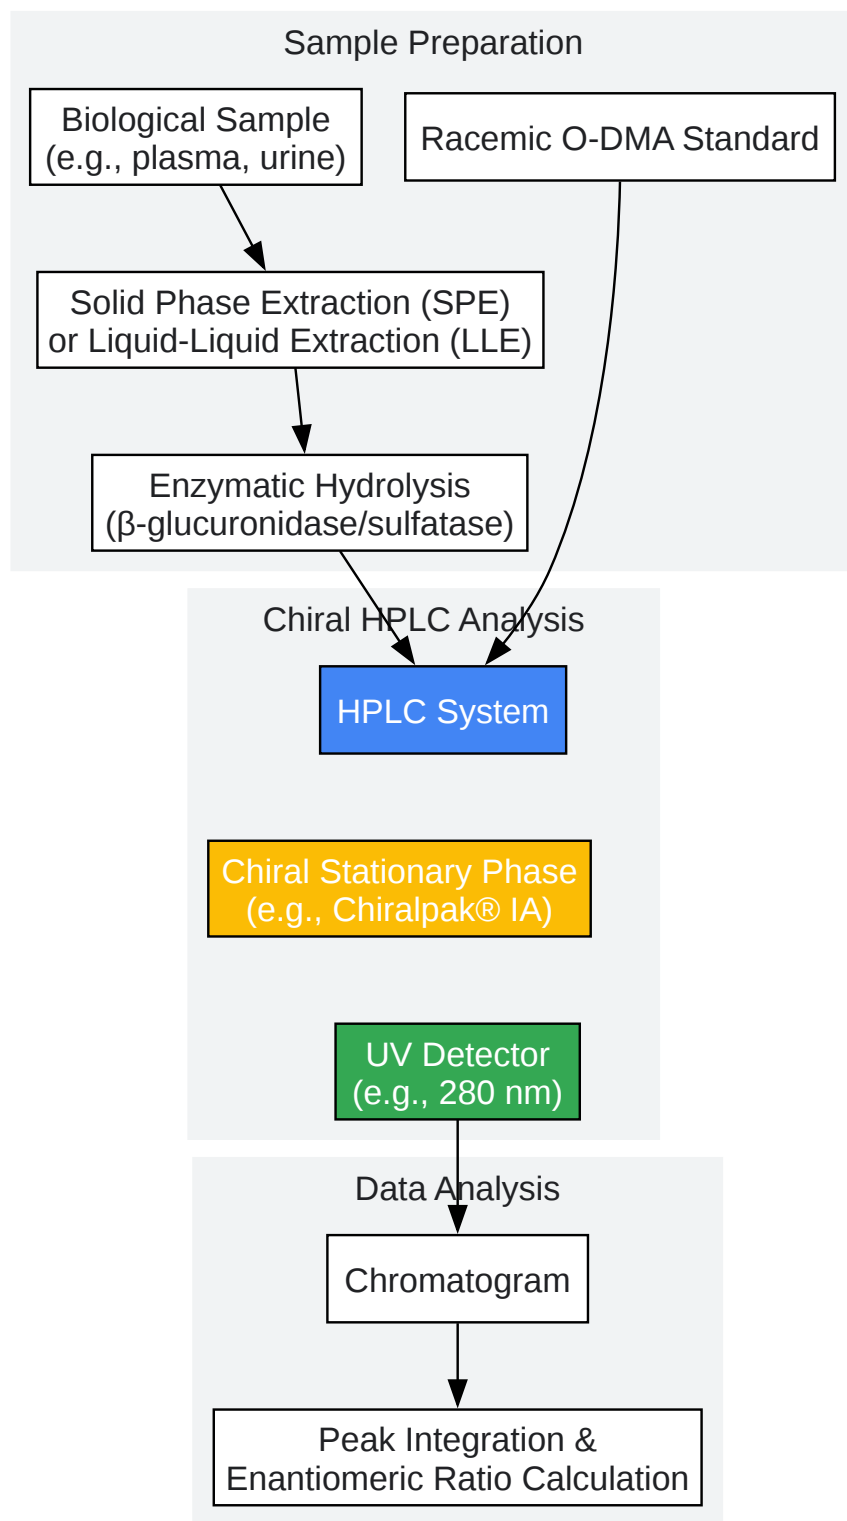 Sample Preparation
Biological Sample
(e.g., plasma, urine)
Racemic O-DMA Standard
Solid Phase Extraction (SPE)
or Liquid-Liquid Extraction (LLE)
Enzymatic Hydrolysis
(β-glucuronidase/sulfatase)
Chiral HPLC Analysis
HPLC System
Chiral Stationary Phase
(e.g., Chiralpak® IA)
UV Detector
(e.g., 280 nm)
Data Analysis
Chromatogram
Peak Integration &
Enantiomeric Ratio Calculation